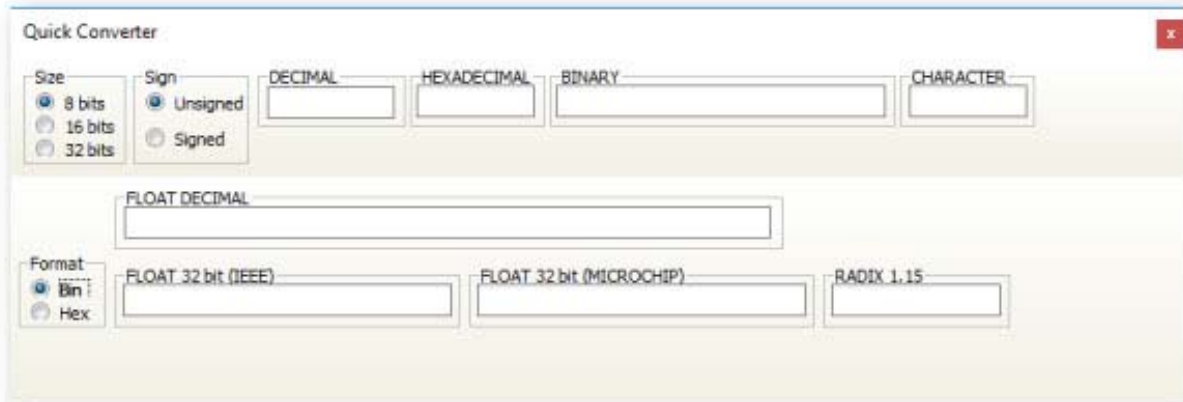 Quick Converter
x
Size
Sign
DECIMAL
HEXADECIMAL
BINARY
CHARACTER
8 bits
Unsigned
16 bits
Signed
32 bits
FLOAT DECIMAL
Format
FLOAT 32 bit (IEEE)
FLOAT 32 bit (MICROCHIP)
RADIX 1.15
Bin
Hex